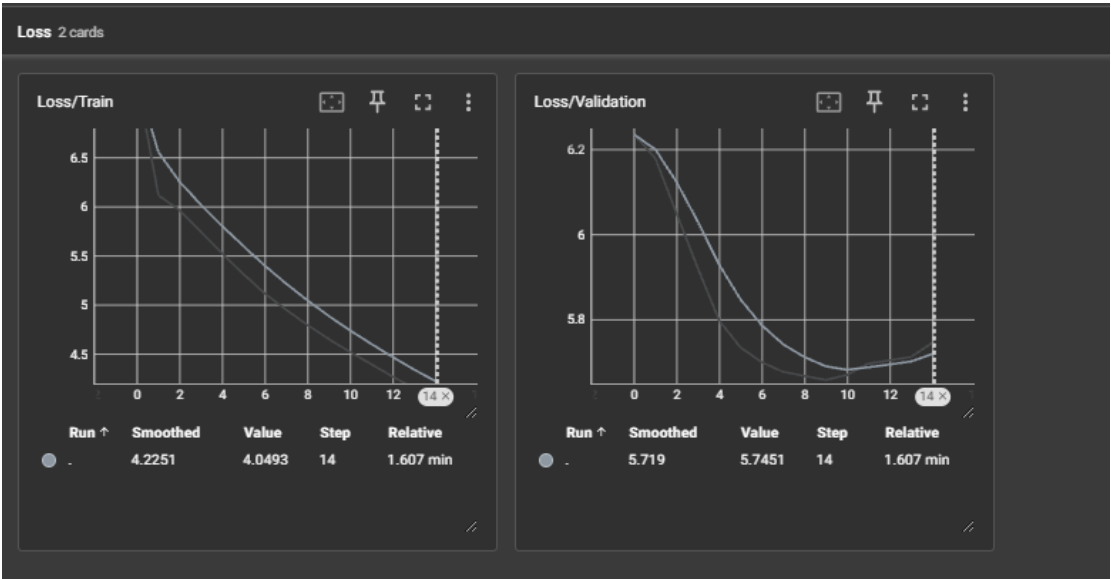 Loss 2 cards
Loss/Train
6.5
6
5.5
5
4.5
0 2 4 6 8 10 12 14 ×
Run ↑ Smoothed Value Step Relative
. 4.2251 4.0493 14 1.607 min
Loss/Validation
6.2
6
5.8
0 2 4 6 8 10 12 14 ×
Run ↑ Smoothed Value Step Relative
. 5.719 5.7451 14 1.607 min